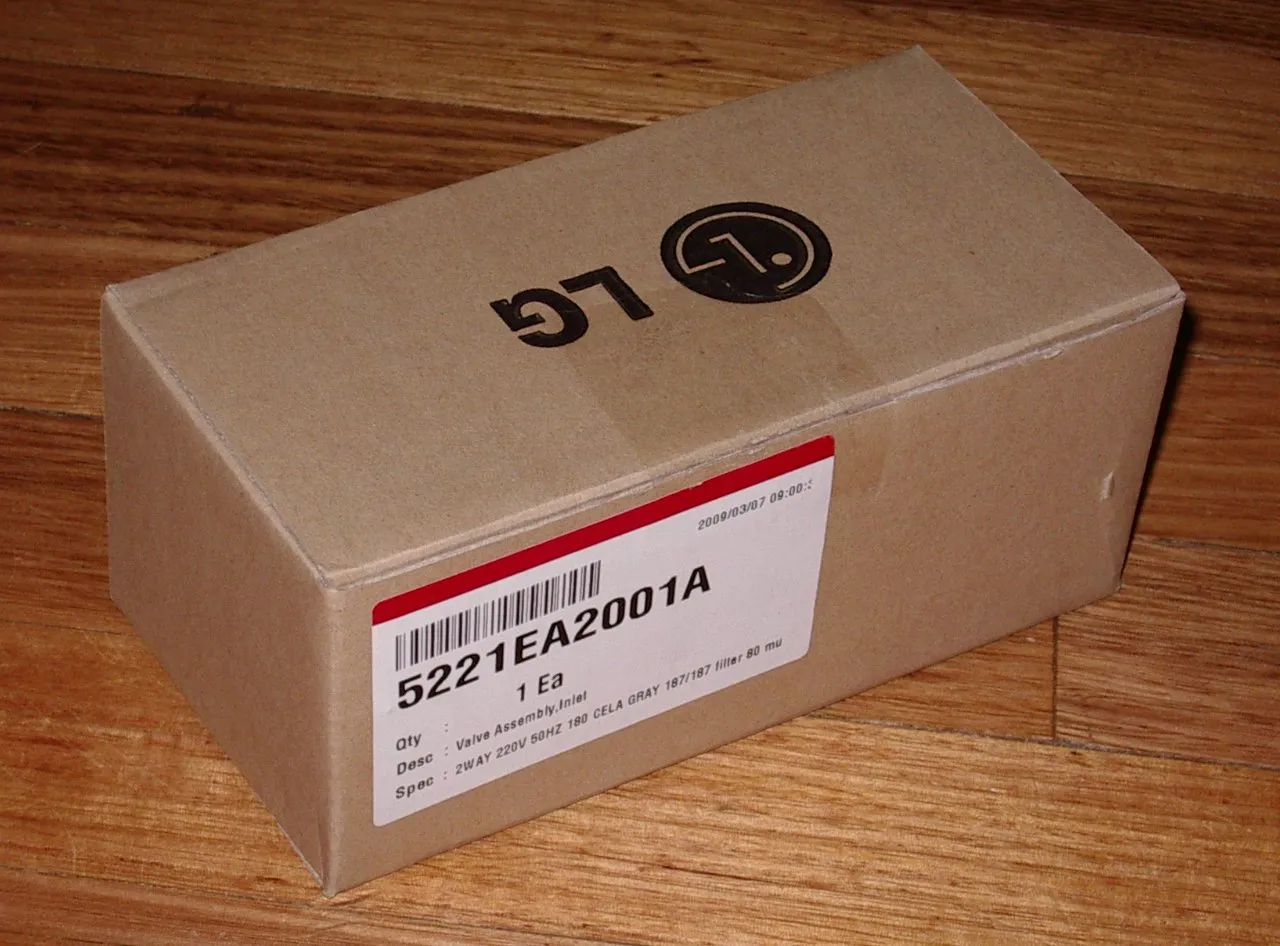 LG
2009/03/07 09:00:
5221EA2001A
Qty : 1 Ea
Desc : Valve Assembly,Inlet
Spec : 2WAY 220V 50HZ 180 CELA GRAY 187/187 filter 80 mu